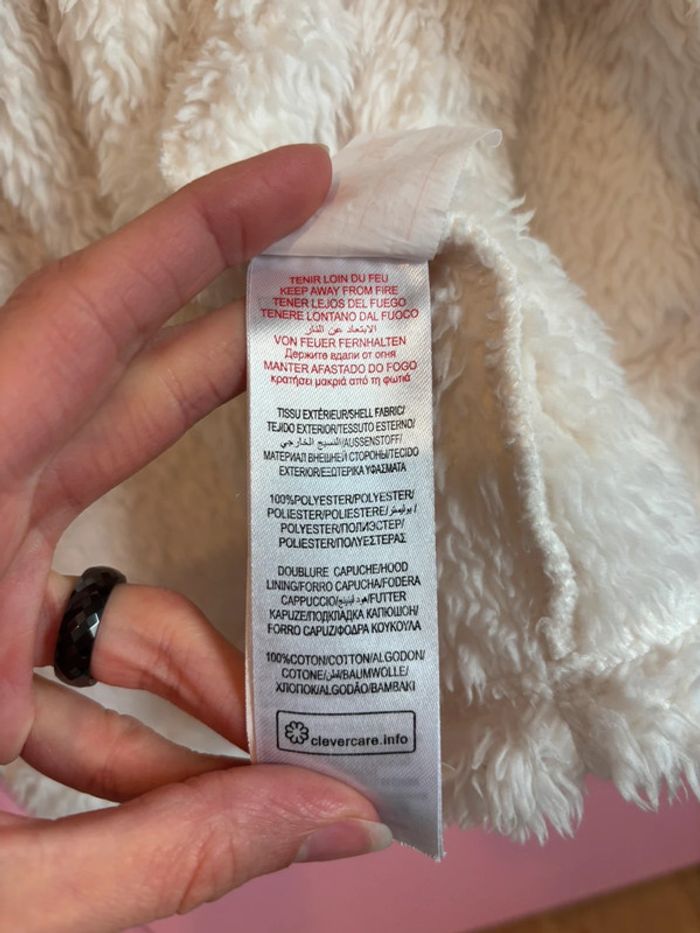 TENIR LOIN DU FEU
KEEP AWAY FROM FIRE
TENER LEJOS DEL FUEGO
TENERE LONTANO DAL FUOCO
الابتعاد عن النار
VON FEUER FERNHALTEN
Держите вдали от огня
MANTER AFASTADO DO FOGO
κρατήσει μακριά από τη φωτιά
TISSU EXTÉRIEUR/SHELL FABRIC/
TEJIDO EXTERIOR/TESSUTO ESTERNO/
النسيج الخارجي/AUSSENSTOFF/
МАТЕРИАЛ ВНЕШНЕЙ СТОРОНЫ/TECIDO
EXTERIOR/ΕΞΩΤΕΡΙΚΑ ΥΦΑΣΜΑΤΑ
100%POLYESTER/POLYESTER/
POLIESTER/POLIESTERE/بوليستر/
POLYESTER/ПОЛИЭСТЕР/
POLIESTER/ΠΟΛΥΕΣΤΕΡΑΣ
DOUBLURE CAPUCHE/HOOD
LINING/FORRO CAPUCHA/FODERA
CAPPUCCIO/هود لينينج/FUTTER
KAPUZE/ПОДКЛАДКА КАПЮШОН/
FORRO CAPUZ/ΦΟΔΡΑ ΚΟΥΚΟΥΛΑ
100%COTON/COTTON/ALGODON/
COTONE/قطن/BAUMWOLLE/
ХЛОПОК/ALGODÃO/ΒΑΜΒΑΚΙ
clevercare.info